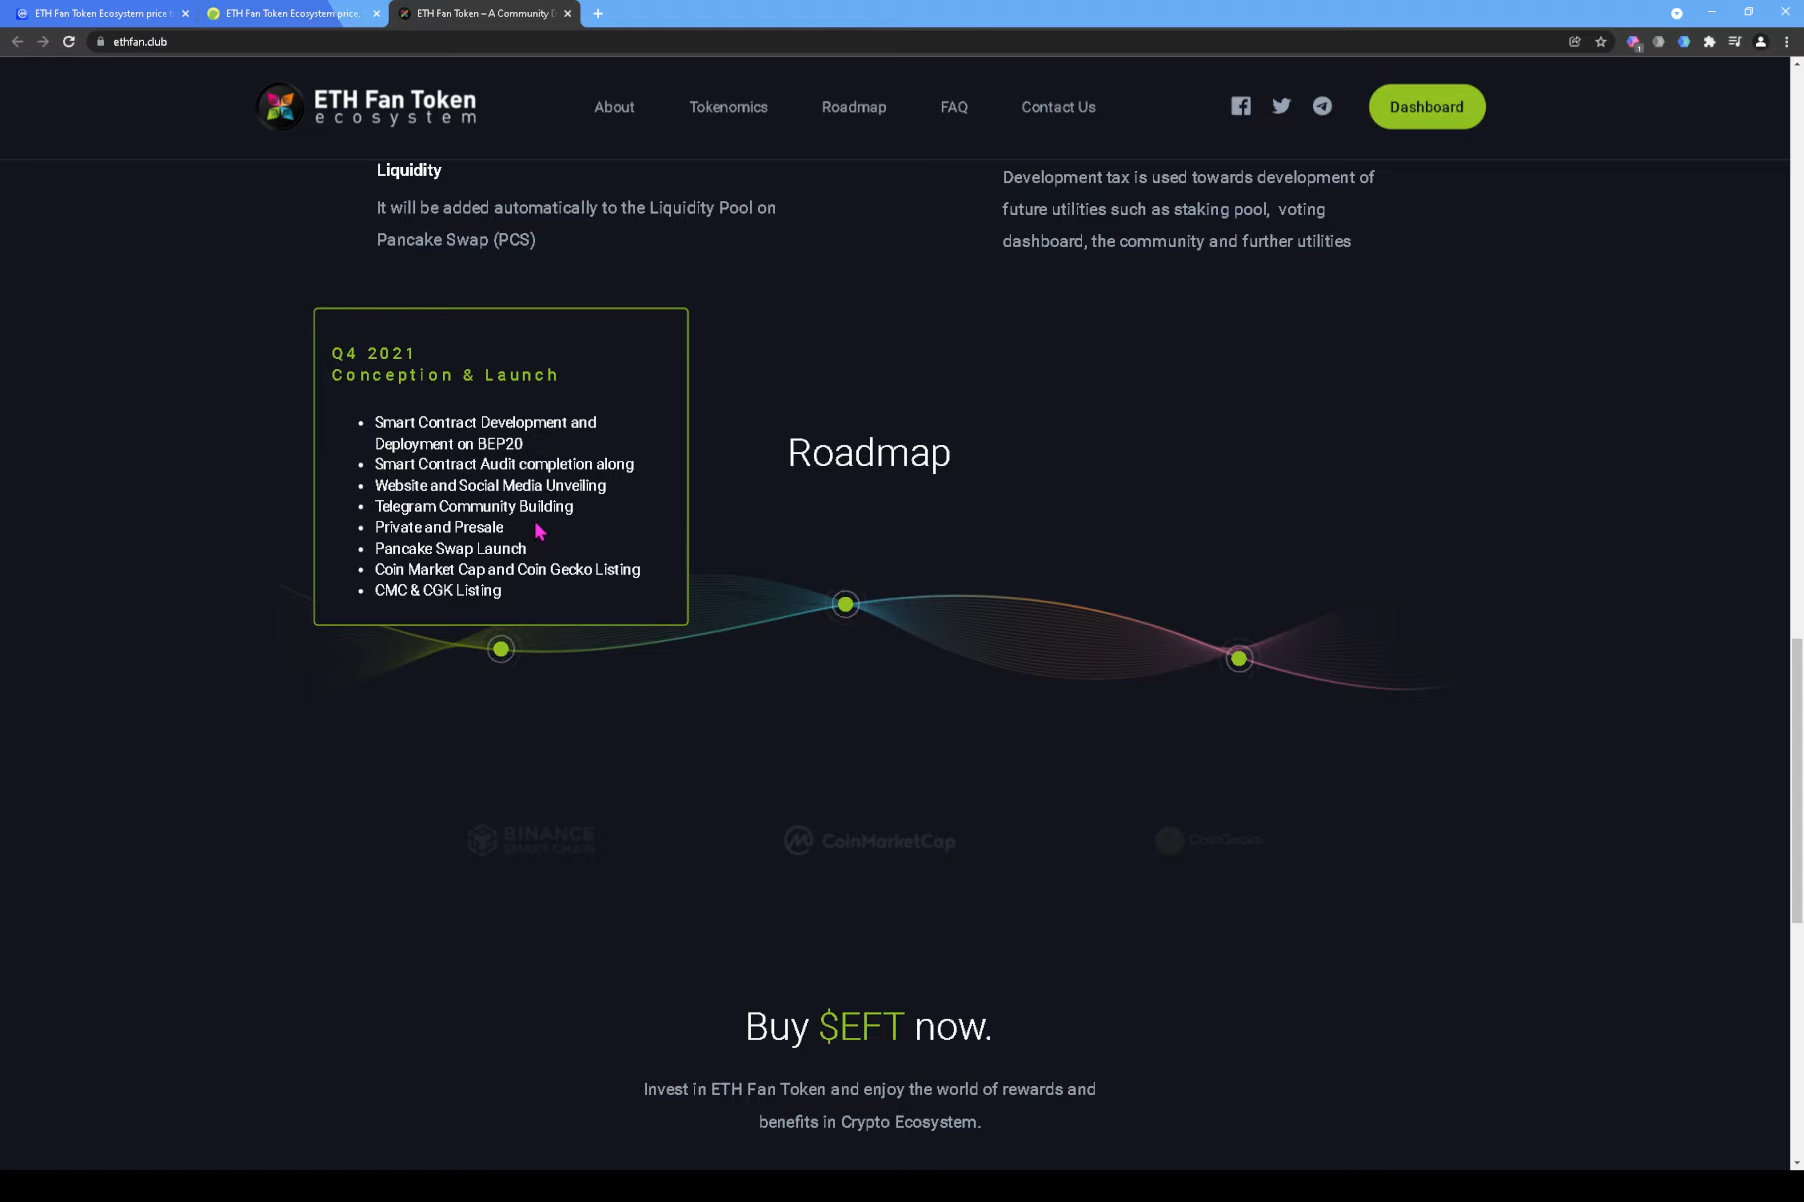 ETH Fan Token Ecosystem price t
ETH Fan Token Ecosystem price,
ETH Fan Token – A Community D
ethfan.club
1
ETH Fan Token
ecosystem
About
Tokenomics
Roadmap
FAQ
Contact Us
Dashboard
Liquidity
It will be added automatically to the Liquidity Pool on
Pancake Swap (PCS)
Development tax is used towards development of
future utilities such as staking pool, voting
dashboard, the community and further utilities
Q4 2021
Conception & Launch
• Smart Contract Development and
Deployment on BEP20
• Smart Contract Audit completion along
• Website and Social Media Unveiling
• Telegram Community Building
• Private and Presale
• Pancake Swap Launch
• Coin Market Cap and Coin Gecko Listing
• CMC & CGK Listing
Roadmap
BINANCE
SMART CHAIN
CoinMarketCap
CoinGecko
Buy $EFT now.
Invest in ETH Fan Token and enjoy the world of rewards and
benefits in Crypto Ecosystem.